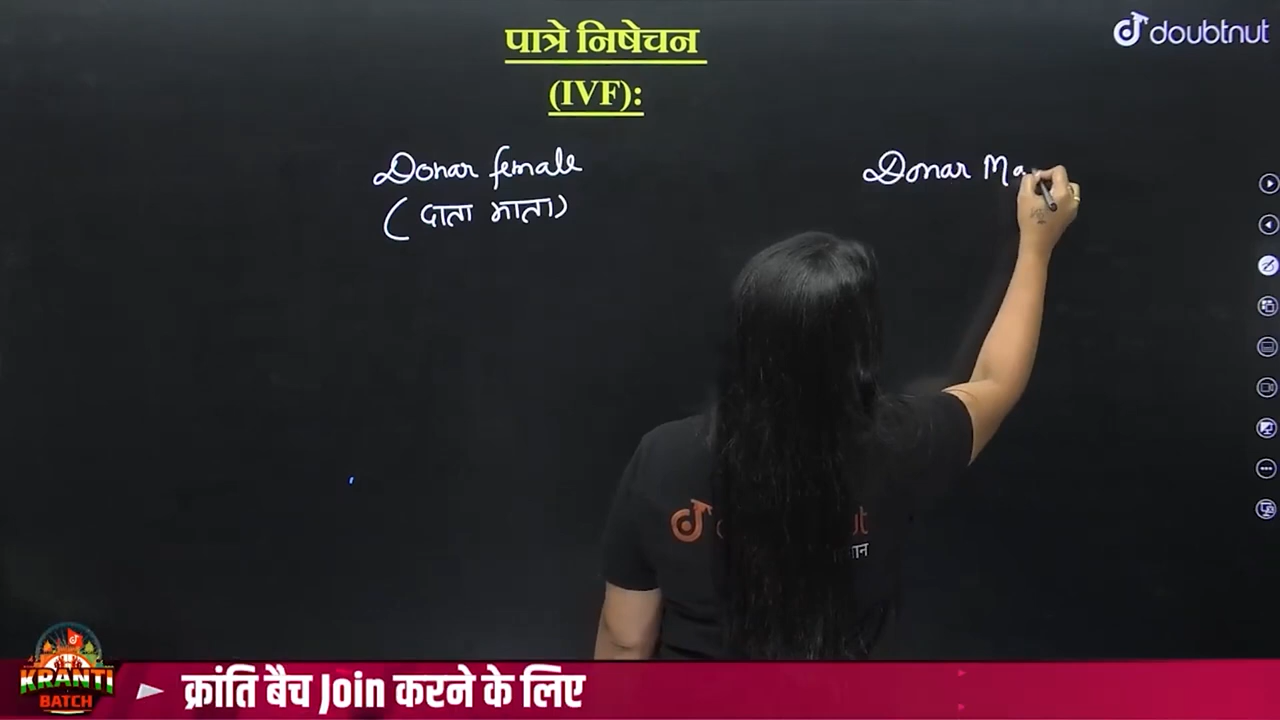 पात्रे निषेचन
(IVF):
doubtnut
Donar female
(दाता माता)
Donar Ma
KRANTI
BATCH
क्रांति बैच Join करने के लिए